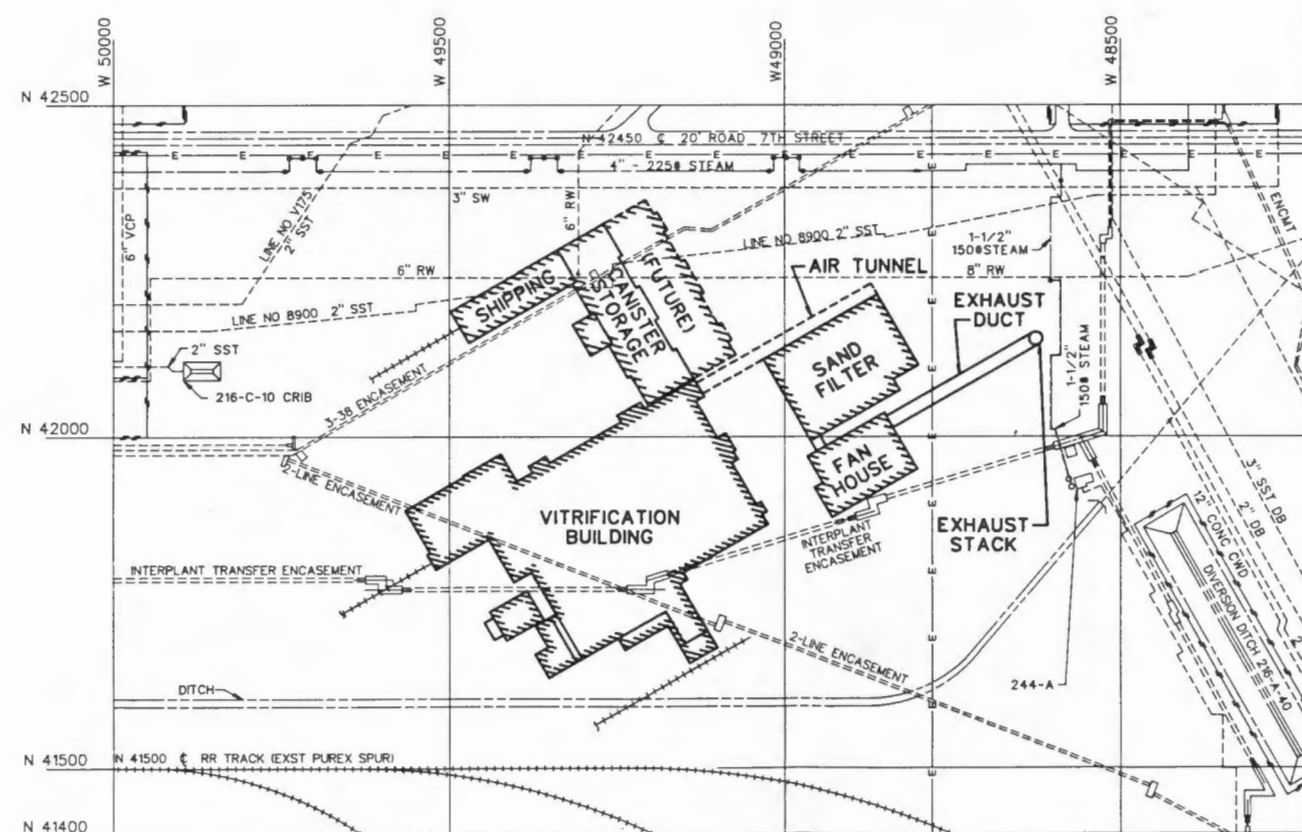 W 50000
W 49500
W 49000
W 48500
N 42500
N 42450 ℄ 20' ROAD 7TH STREET
E E E E E E E E E E E E E E E E
4" - 225# STEAM
6" VCP
LINE NO V175
2" SST
3" SW
6" RW
LINE NO 8900 2" SST
1-1/2"
150#STEAM
ENCMT
6" RW
8" RW
AIR TUNNEL
SHIPPING
CANISTER
STORAGE
(FUTURE)
EXHAUST
DUCT
LINE NO 8900 2" SST
2" SST
SAND
FILTER
1-1/2"
150# STEAM
216-C-10 CRIB
3-38 ENCASEMENT
N 42000
FAN
HOUSE
2-LINE ENCASEMENT
3" SST DB
2" DB
12" CONC CWD
VITRIFICATION
BUILDING
EXHAUST
STACK
INTERPLANT
TRANSFER
ENCASEMENT
INTERPLANT TRANSFER ENCASEMENT
DIVERSION DITCH 216-A-40
2-LINE ENCASEMENT
244-A
DITCH
N 41500
N 41500 ℄ RR TRACK (EXST PUREX SPUR)
N 41400